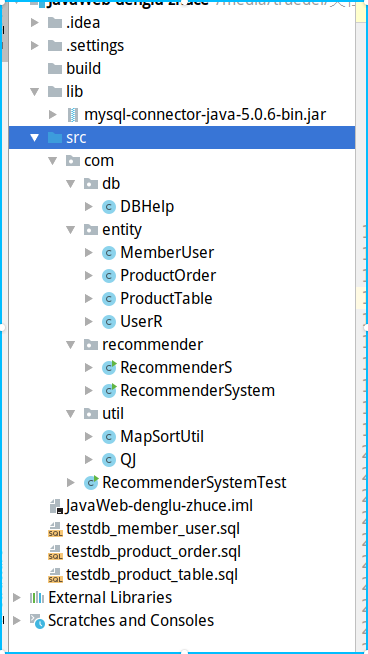 JavaWeb-denglu-zhuce
.idea
.settings
build
lib
mysql-connector-java-5.0.6-bin.jar
src
com
db
DBHelp
entity
MemberUser
ProductOrder
ProductTable
UserR
recommender
RecommenderS
RecommenderSystem
util
MapSortUtil
QJ
RecommenderSystemTest
JavaWeb-denglu-zhuce.iml
testdb_member_user.sql
testdb_product_order.sql
testdb_product_table.sql
External Libraries
Scratches and Consoles